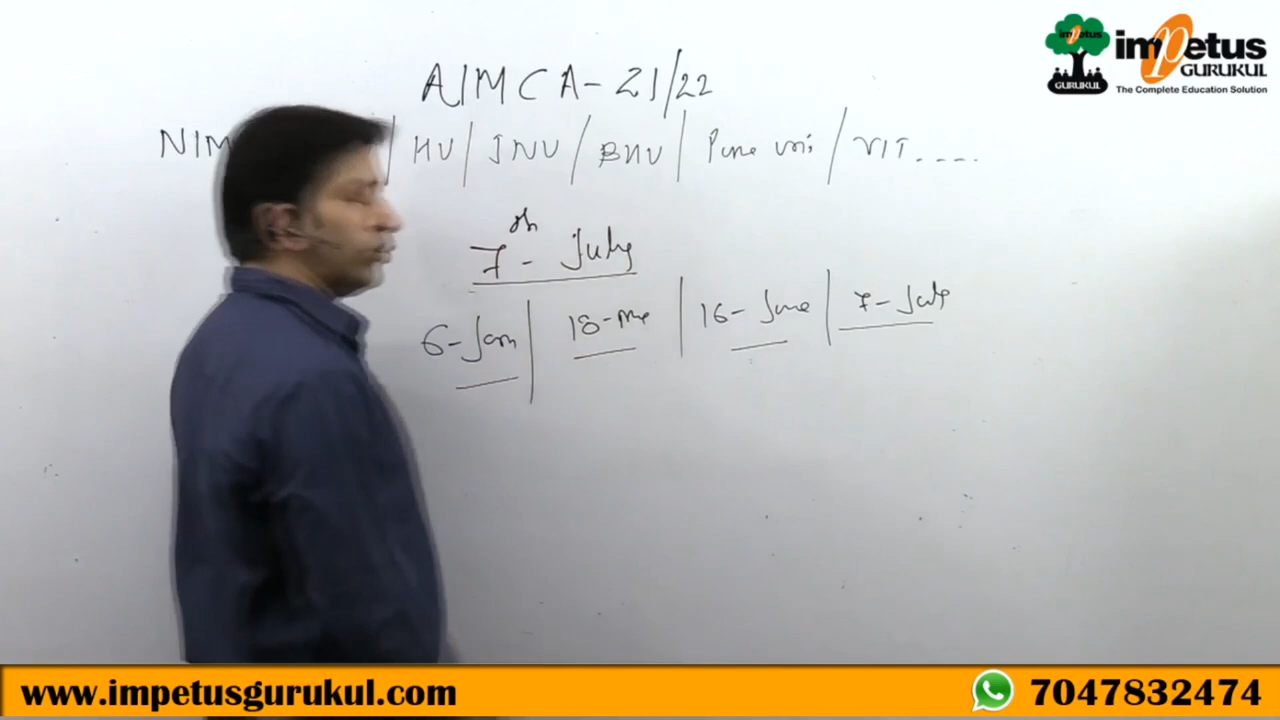 impetus
GURUKUL
impetus
GURUKUL
The Complete Education Solution
AIMCA-21/22
NIM / HU / JNU / BHU / Pune uni / VIT....
7th - July
6-Jan | 18-Ma | 16-June | 7-July
www.impetusgurukul.com
7047832474